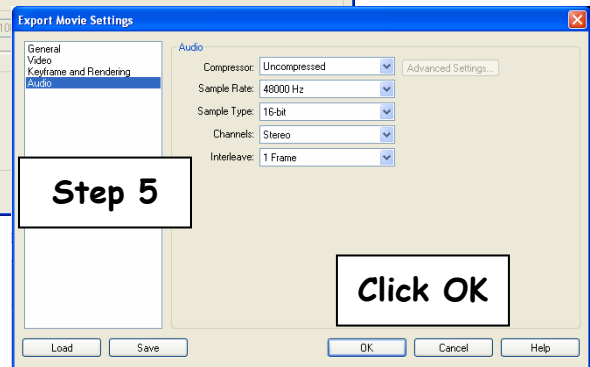 Export Movie Settings
General
Video
Keyframe and Rendering
Audio
Audio
Compressor: Uncompressed Advanced Settings...
Sample Rate: 48000 Hz
Sample Type: 16-bit
Channels: Stereo
Interleave: 1 Frame
Step 5
Click OK
Load Save OK Cancel Help